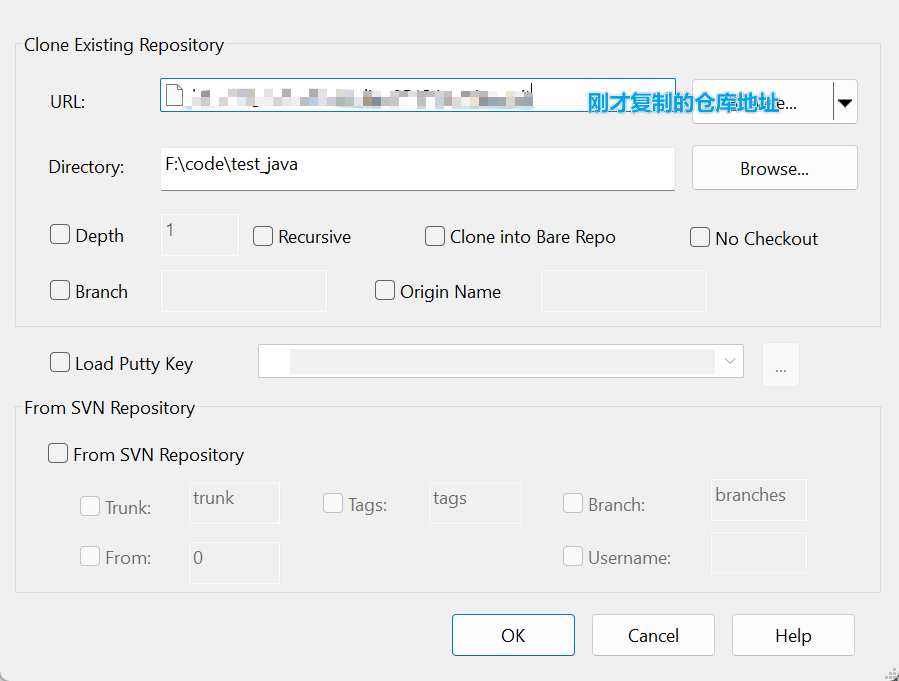 Clone Existing Repository
URL:
刚才复制的仓库地址
Directory: F:\code\test_java Browse...
Depth 1 Recursive Clone into Bare Repo No Checkout
Branch Origin Name
Load Putty Key ...
From SVN Repository
From SVN Repository
Trunk: trunk Tags: tags Branch: branches
From: 0 Username:
OK Cancel Help